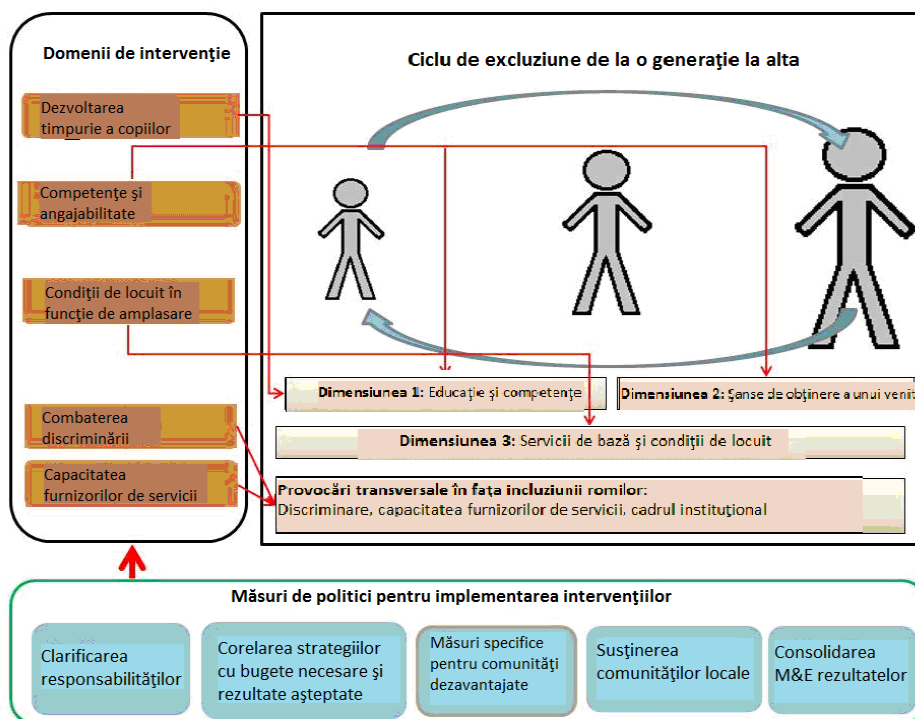 Domenii de intervenţie
Dezvoltarea
timpurie a copiilor
Competenţe şi
angajabilitate
Condiţii de locuit în
funcţie de amplasare
Combaterea
discriminării
Capacitatea
furnizorilor de servicii
Ciclu de excluziune de la o generaţie la alta
Dimensiunea 1: Educaţie şi competenţe
Dimensiunea 2: Şanse de obţinere a unui venit
Dimensiunea 3: Servicii de bază şi condiţii de locuit
Provocări transversale în faţa incluziunii romilor:
Discriminare, capacitatea furnizorilor de servicii, cadrul instituţional
Măsuri de politici pentru implementarea intervenţiilor
Clarificarea
responsabilităţilor
Corelarea strategiilor
cu bugete necesare şi
rezultate aşteptate
Măsuri specifice
pentru comunităţi
dezavantajate
Susţinerea
comunităţilor locale
Consolidarea
M&E rezultatelor